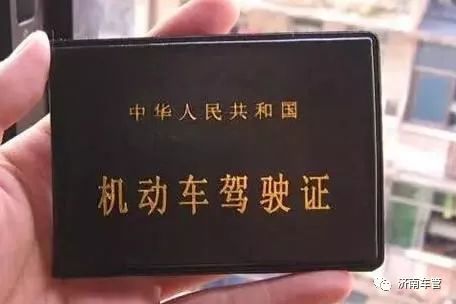 中华人民共和国
机动车驾驶证
济南车管